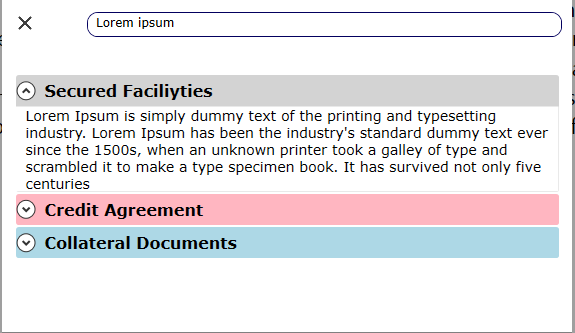 Lorem ipsum
Secured Faciliyties
Lorem Ipsum is simply dummy text of the printing and typesetting
industry. Lorem Ipsum has been the industry's standard dummy text ever
since the 1500s, when an unknown printer took a galley of type and
scrambled it to make a type specimen book. It has survived not only five
centuries
Credit Agreement
Collateral Documents